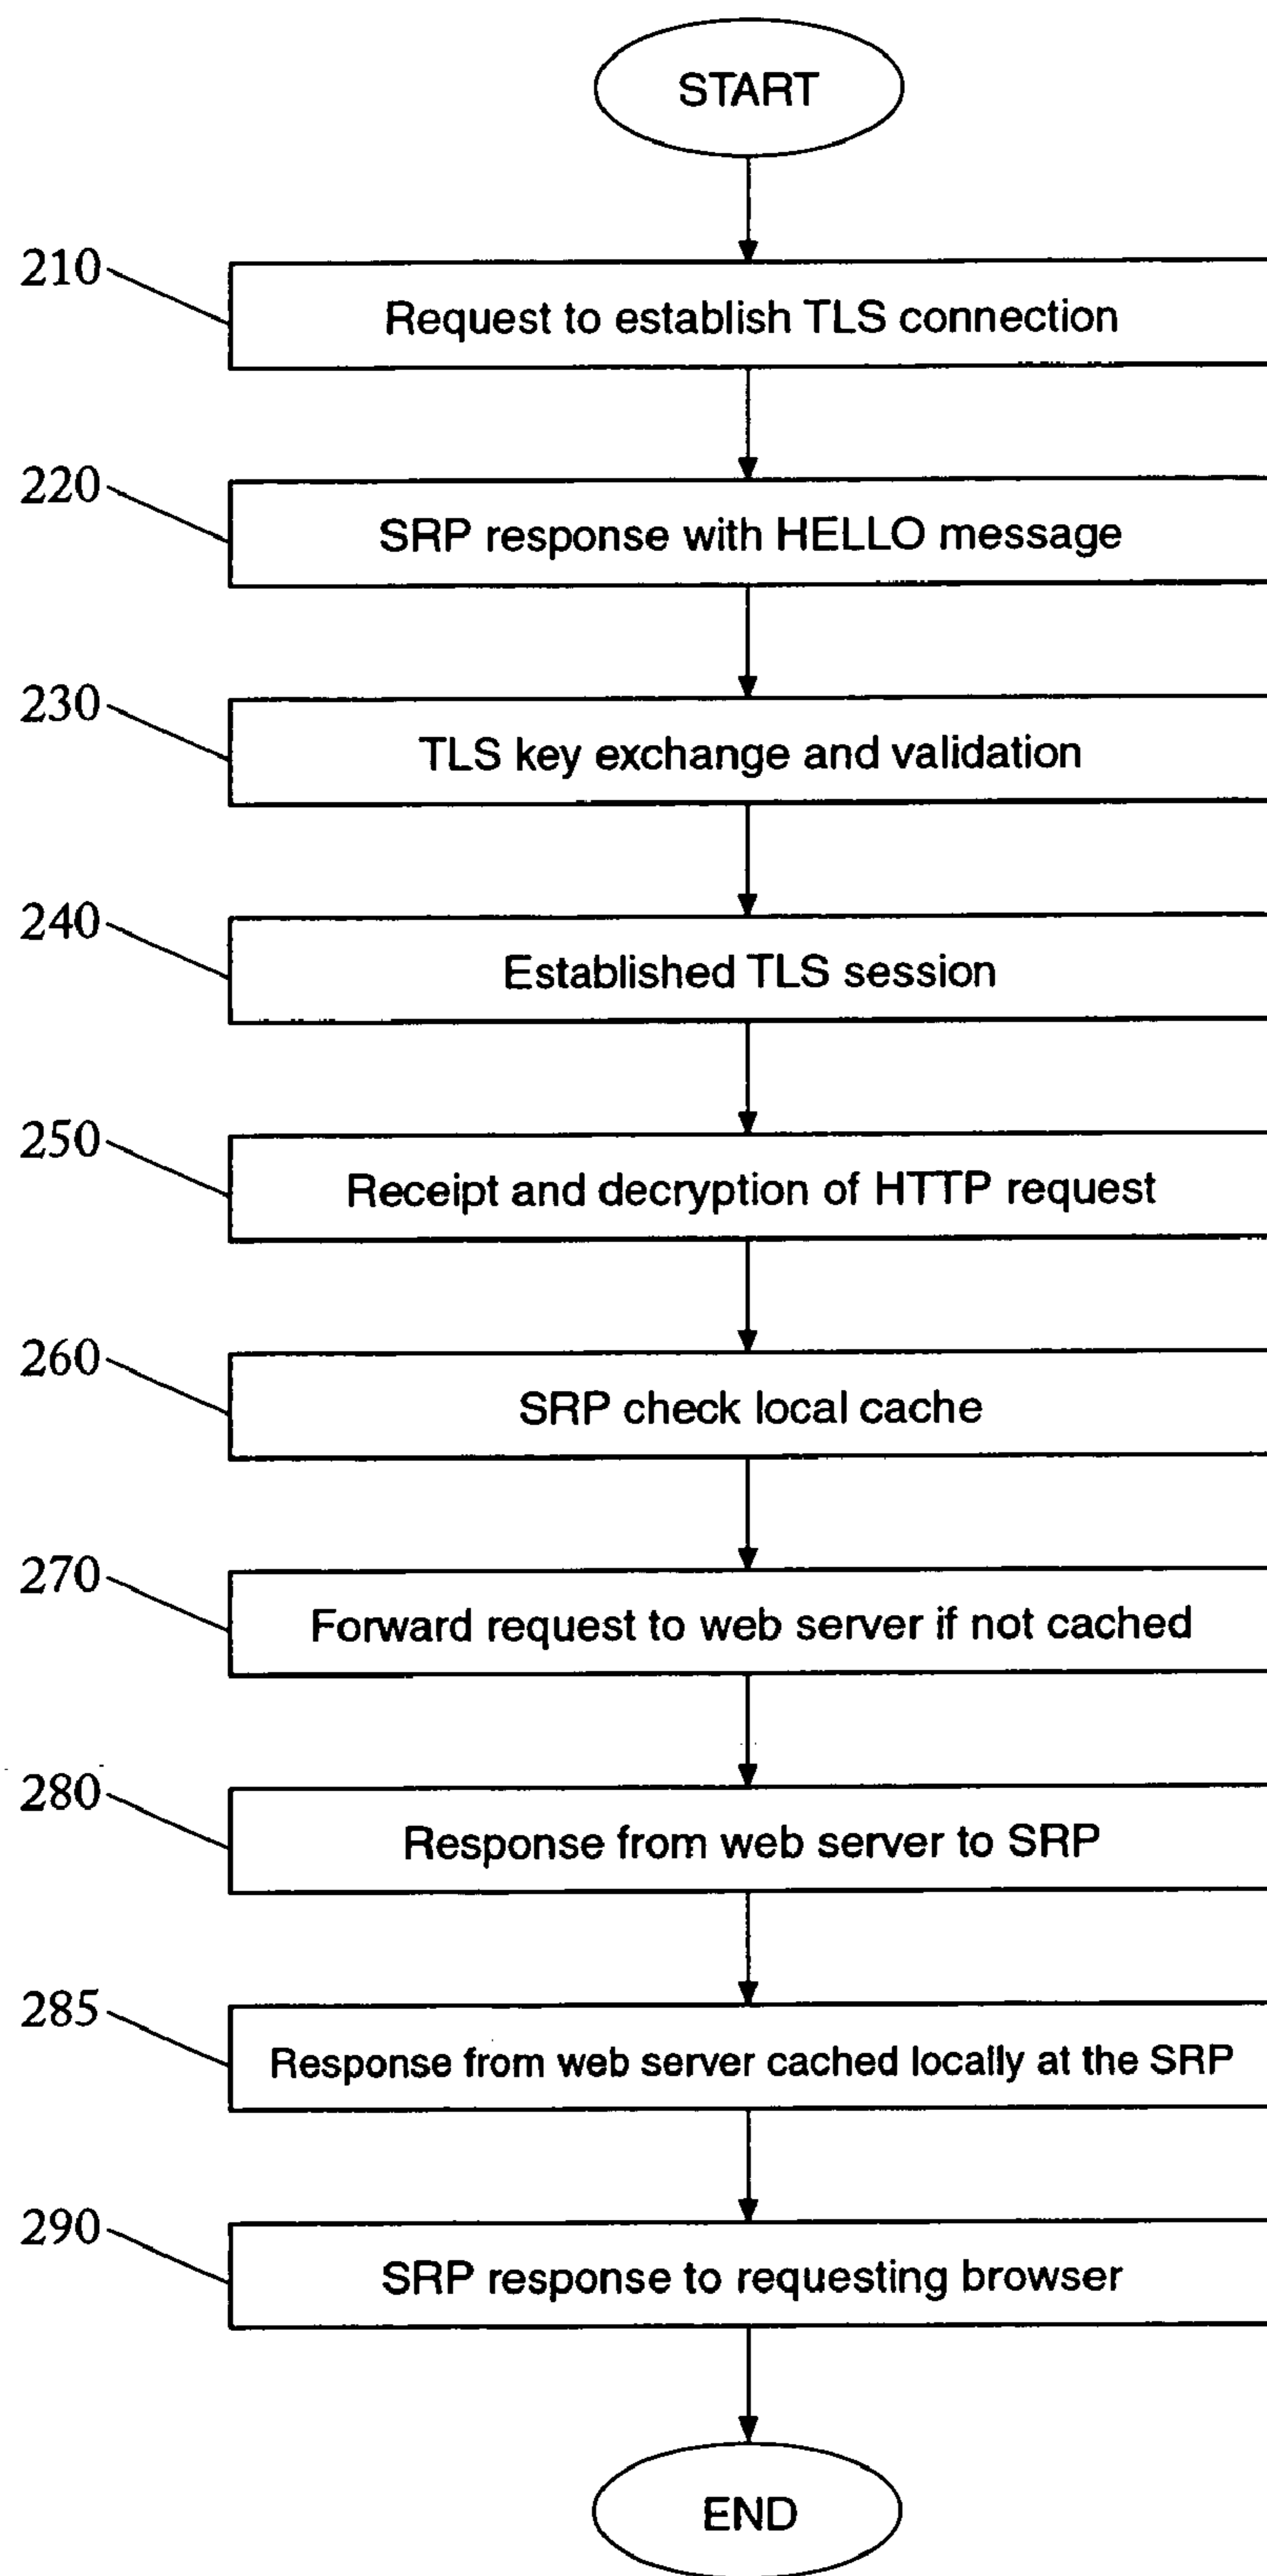 START
210
Request to establish TLS connection
220
SRP response with HELLO message
230
TLS key exchange and validation
240
Established TLS session
250
Receipt and decryption of HTTP request
260
SRP check local cache
270
Forward request to web server if not cached
280
Response from web server to SRP
285
Response from web server cached locally at the SRP
290
SRP response to requesting browser
END